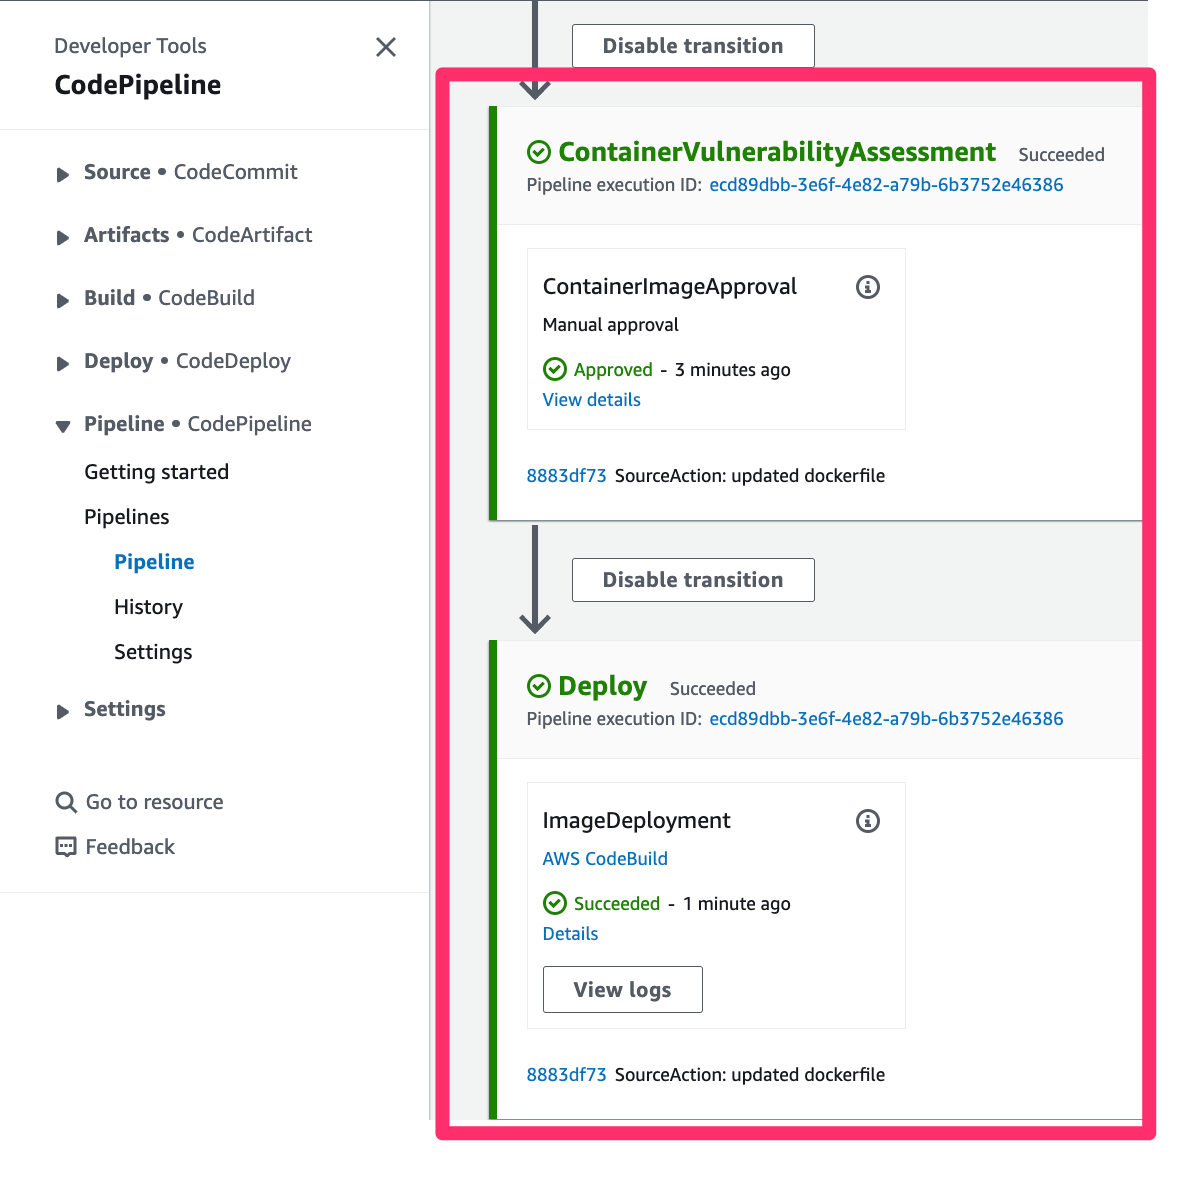 Developer Tools
CodePipeline
Source • CodeCommit
Artifacts • CodeArtifact
Build • CodeBuild
Deploy • CodeDeploy
Pipeline • CodePipeline
Getting started
Pipelines
Pipeline
History
Settings
Settings
Go to resource
Feedback
Disable transition
ContainerVulnerabilityAssessment Succeeded
Pipeline execution ID: ecd89dbb-3e6f-4e82-a79b-6b3752e46386
ContainerImageApproval
Manual approval
Approved - 3 minutes ago
View details
8883df73 SourceAction: updated dockerfile
Disable transition
Deploy Succeeded
Pipeline execution ID: ecd89dbb-3e6f-4e82-a79b-6b3752e46386
ImageDeployment
AWS CodeBuild
Succeeded - 1 minute ago
Details
View logs
8883df73 SourceAction: updated dockerfile